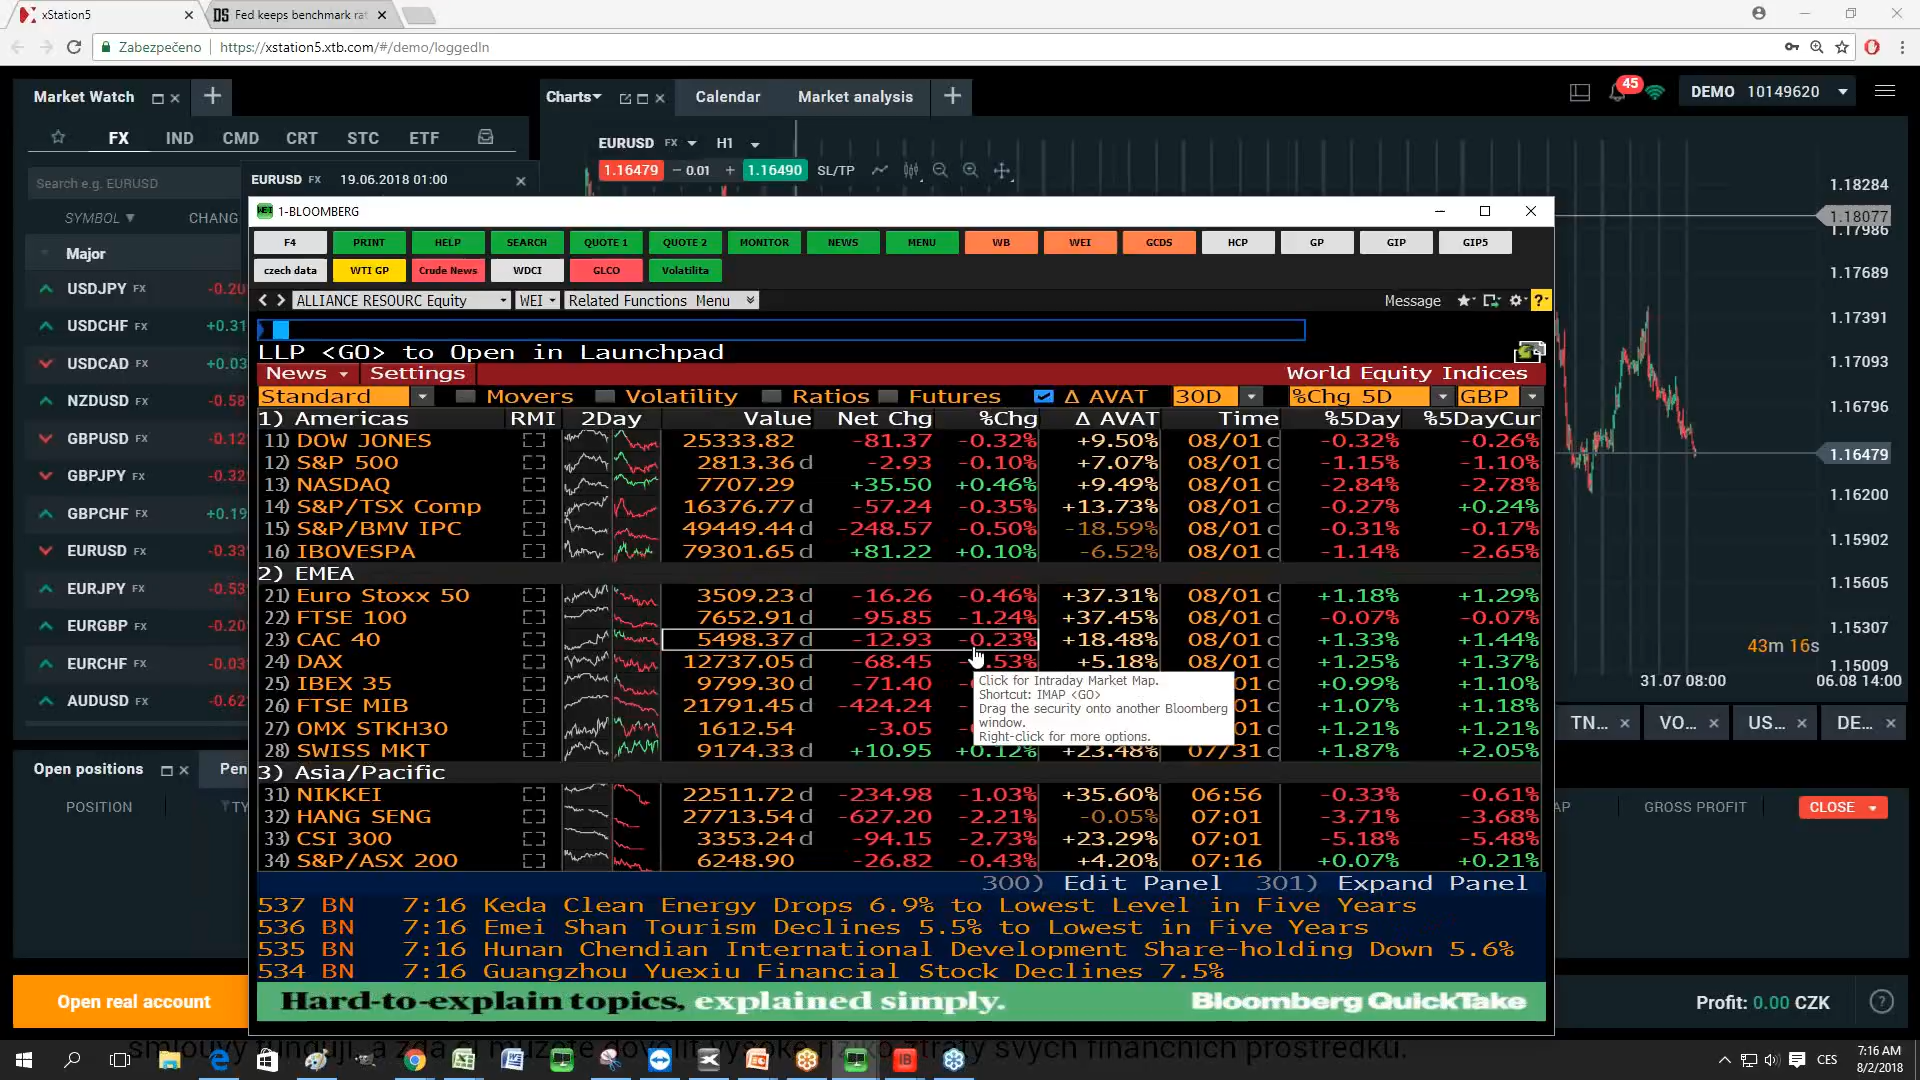 xStation5
Fed keeps benchmark rat
Zabezpečeno
https://xstation5.xtb.com/#/demo/loggedIn
Market Watch
Charts
Calendar
Market analysis
45
DEMO 10149620
FX IND CMD CRT STC ETF
EURUSD FX H1
1.16479 – 0.01 + 1.16490 SL/TP
Search e.g. EURUSD
EURUSD FX 19.06.2018 01:00
SYMBOL CHANG
Major
USDJPY FX -0.20
USDCHF FX +0.31
USDCAD FX +0.03
NZDUSD FX -0.58
GBPUSD FX -0.12
GBPJPY FX -0.32
GBPCHF FX +0.19
EURUSD FX -0.33
EURJPY FX -0.53
EURGBP FX -0.20
EURCHF FX -0.03
AUDUSD FX -0.62
1-BLOOMBERG
F4 PRINT HELP SEARCH QUOTE 1 QUOTE 2 MONITOR NEWS MENU WB WEI GCDS HCP GP GIP GIP5
czech data WTI GP Crude News WDCI GLCO Volatilita
ALLIANCE RESOURC Equity WEI Related Functions Menu Message ?
LLP <GO> to Open in Launchpad
News Settings World Equity Indices
Standard Movers Volatility Ratios Futures Δ AVAT 30D %Chg 5D GBP
1) Americas RMI 2Day Value Net Chg %Chg Δ AVAT Time %5Day %5DayCur
11) DOW JONES 25333.82 -81.37 -0.32% +9.50% 08/01 c -0.32% -0.26%
12) S&P 500 2813.36 d -2.93 -0.10% +7.07% 08/01 c -1.15% -1.10%
13) NASDAQ 7707.29 +35.50 +0.46% +9.49% 08/01 c -2.84% -2.78%
14) S&P/TSX Comp 16376.77 d -57.24 -0.35% +13.73% 08/01 c -0.27% +0.24%
15) S&P/BMV IPC 49449.44 d -248.57 -0.50% -18.59% 08/01 c -0.31% -0.17%
16) IBOVESPA 79301.65 d +81.22 +0.10% -6.52% 08/01 c -1.14% -2.65%
2) EMEA
21) Euro Stoxx 50 3509.23 d -16.26 -0.46% +37.31% 08/01 c +1.18% +1.29%
22) FTSE 100 7652.91 d -95.85 -1.24% +37.45% 08/01 c -0.07% -0.07%
23) CAC 40 5498.37 d -12.93 -0.23% +18.48% 08/01 c +1.33% +1.44%
24) DAX 12737.05 d -68.45 .53% +5.18% 08/01 c +1.25% +1.37%
25) IBEX 35 9799.30 d -71.40 01 c +0.99% +1.10%
26) FTSE MIB 21791.45 d -424.24 01 c +1.07% +1.18%
27) OMX STKH30 1612.54 -3.05 01 c +1.21% +1.21%
28) SWISS MKT 9174.33 d +10.95 +0.12% +23.48% 07/31 c +1.87% +2.05%
Click for Intraday Market Map.
Shortcut: IMAP <GO>
Drag the security onto another Bloomberg
window.
Right-click for more options.
3) Asia/Pacific
31) NIKKEI 22511.72 d -234.98 -1.03% +35.60% 06:56 -0.33% -0.61%
32) HANG SENG 27713.54 d -627.20 -2.21% -0.05% 07:01 -3.71% -3.68%
33) CSI 300 3353.24 d -94.15 -2.73% +23.29% 07:01 -5.18% -5.48%
34) S&P/ASX 200 6248.90 -26.82 -0.43% +4.20% 07:16 +0.07% +0.21%
300) Edit Panel 301) Expand Panel
537 BN 7:16 Keda Clean Energy Drops 6.9% to Lowest Level in Five Years
536 BN 7:16 Emei Shan Tourism Declines 5.5% to Lowest in Five Years
535 BN 7:16 Hunan Chendian International Development Share-holding Down 5.6%
534 BN 7:16 Guangzhou Yuexiu Financial Stock Declines 7.5%
Hard-to-explain topics, explained simply. Bloomberg QuickTake
1.18284
1.18077
1.17986
1.17689
1.17391
1.17093
1.16796
1.16479
1.16200
1.15902
1.15605
1.15307
43m 16s
1.15009
31.07 08:00 06.08 14:00
TN... VO... US... DE...
Open positions Pen
POSITION TY AP GROSS PROFIT CLOSE
Open real account
Profit: 0.00 CZK
CES
7:16 AM
8/2/2018